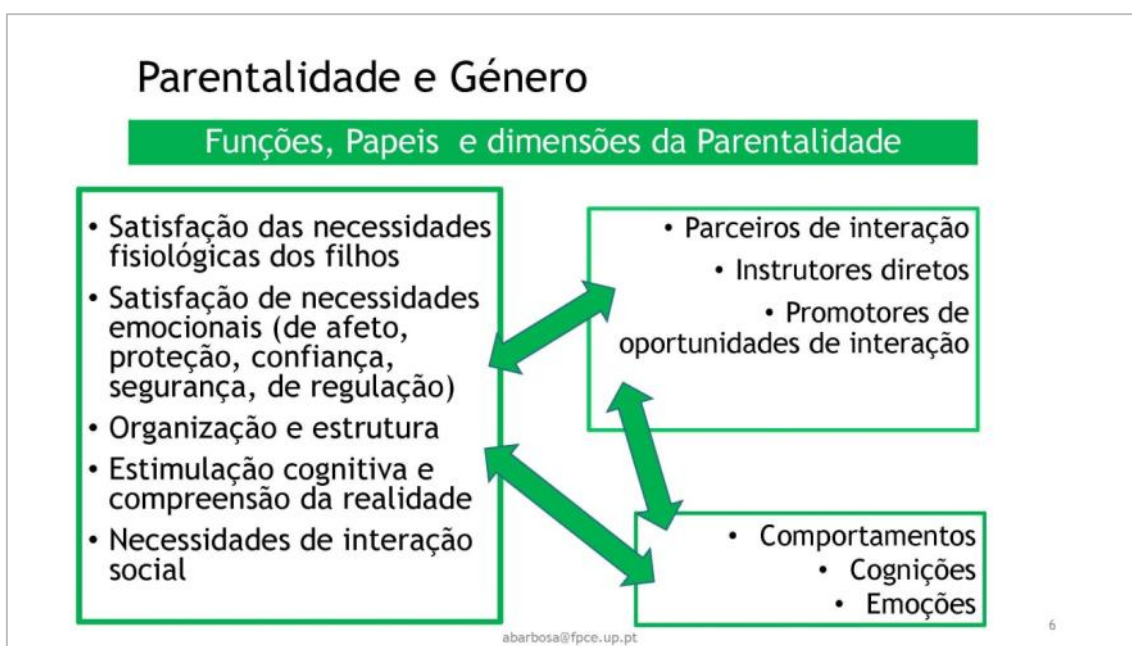 Parentalidade e Género
Funções, Papeis e dimensões da Parentalidade
• Satisfação das necessidades
fisiológicas dos filhos
• Satisfação de necessidades
emocionais (de afeto,
proteção, confiança,
segurança, de regulação)
• Organização e estrutura
• Estimulação cognitiva e
compreensão da realidade
• Necessidades de interação
social
• Parceiros de interação
• Instrutores diretos
• Promotores de
oportunidades de interação
• Comportamentos
• Cognições
• Emoções
abarbosa@fpce.up.pt
6